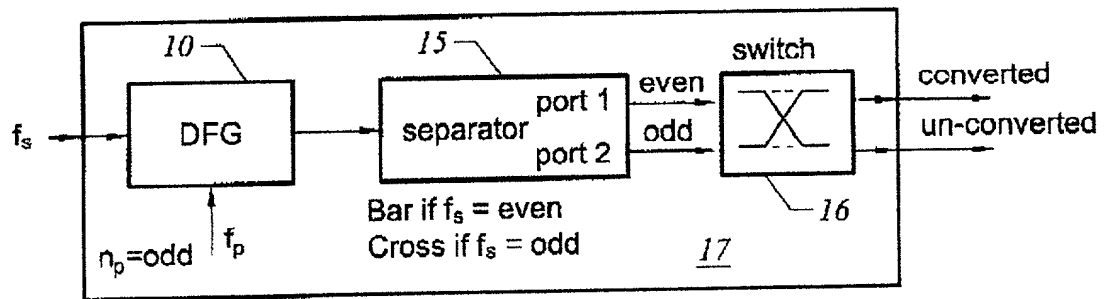 10
15
switch
converted
un-converted
even
odd
port 1
port 2
separator
DFG
f_s
f_p
n_p=odd
Bar if f_s = even
Cross if f_s = odd
16
17